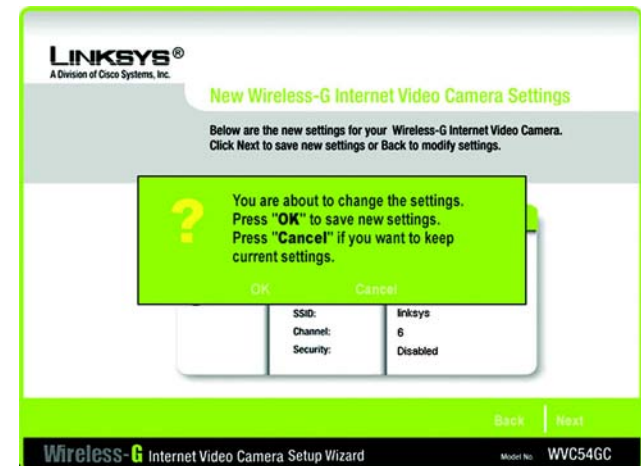 LINKSYS®
A Division of Cisco Systems, Inc.
New Wireless-G Internet Video Camera Settings
Below are the new settings for your Wireless-G Internet Video Camera.
Click Next to save new settings or Back to modify settings.
?
You are about to change the settings.
Press "OK" to save new settings.
Press "Cancel" if you want to keep
current settings.
OK Cancel
SSID: linksys
Channel: 6
Security: Disabled
Back Next
Wireless-G Internet Video Camera Setup Wizard Model No WVC54GC